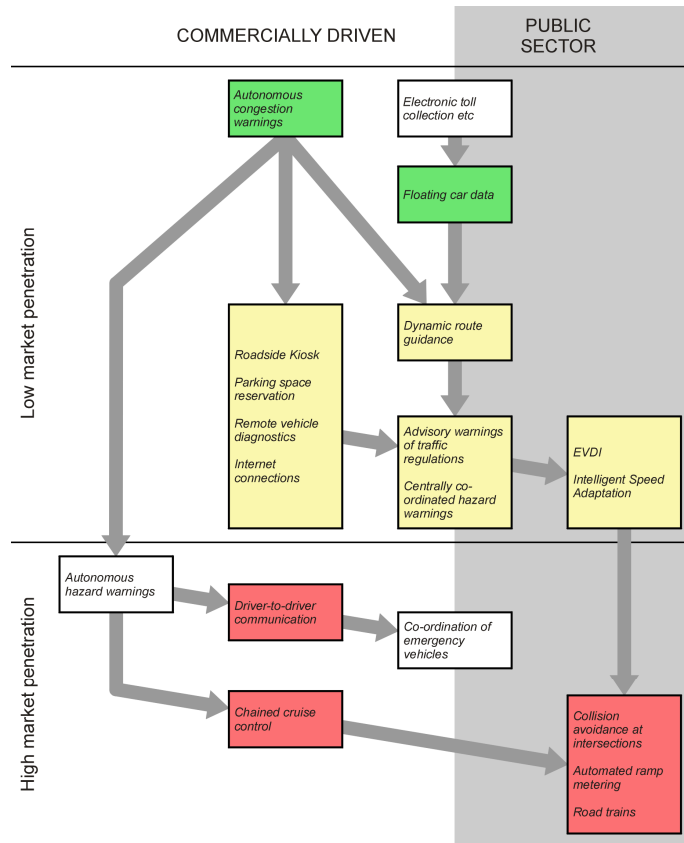 COMMERCIALLY DRIVEN
PUBLIC
SECTOR
Low market penetration
Autonomous
congestion
warnings
Electronic toll
collection etc
Floating car data
Dynamic route
guidance
Roadside Kiosk
Parking space
reservation
Remote vehicle
diagnostics
Internet
connections
Advisory warnings
of traffic
regulations
Centrally co-
ordinated hazard
warnings
EVDI
Intelligent Speed
Adaptation
High market penetration
Autonomous
hazard warnings
Driver-to-driver
communication
Co-ordination of
emergency
vehicles
Chained cruise
control
Collision
avoidance at
intersections
Automated ramp
metering
Road trains